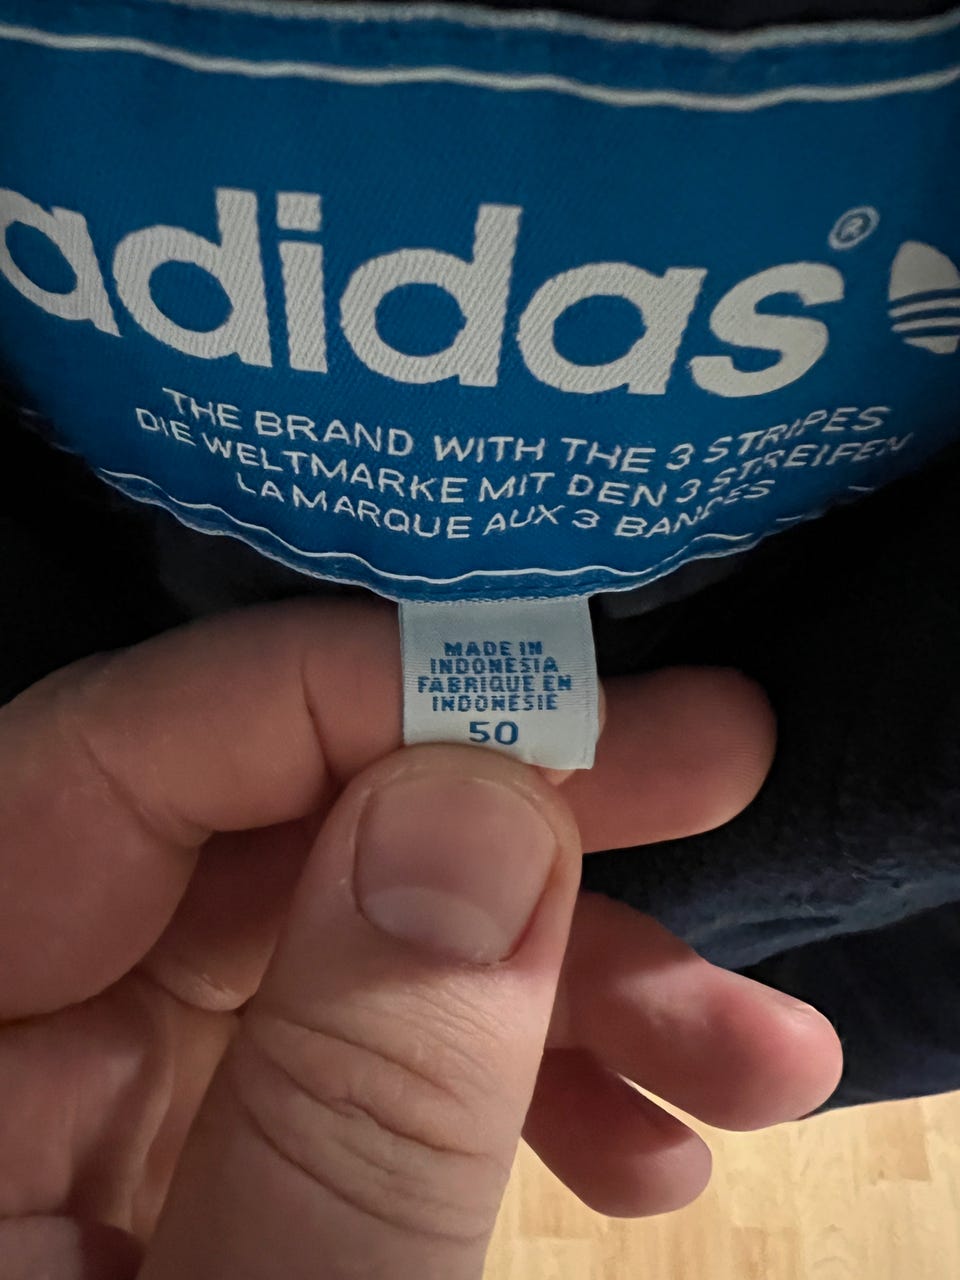 adidas®
THE BRAND WITH THE 3 STRIPES
DIE WELTMARKE MIT DEN 3 STREIFEN
LA MARQUE AUX 3 BANDES
MADE IN
INDONESIA
FABRIQUE EN
INDONESIE
50